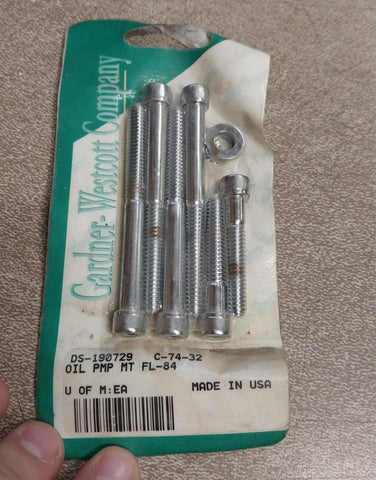 Gardner-Westcott Company
DS-190729 C-74-32
OIL PMP MT FL-84
U OF M:EA MADE IN USA